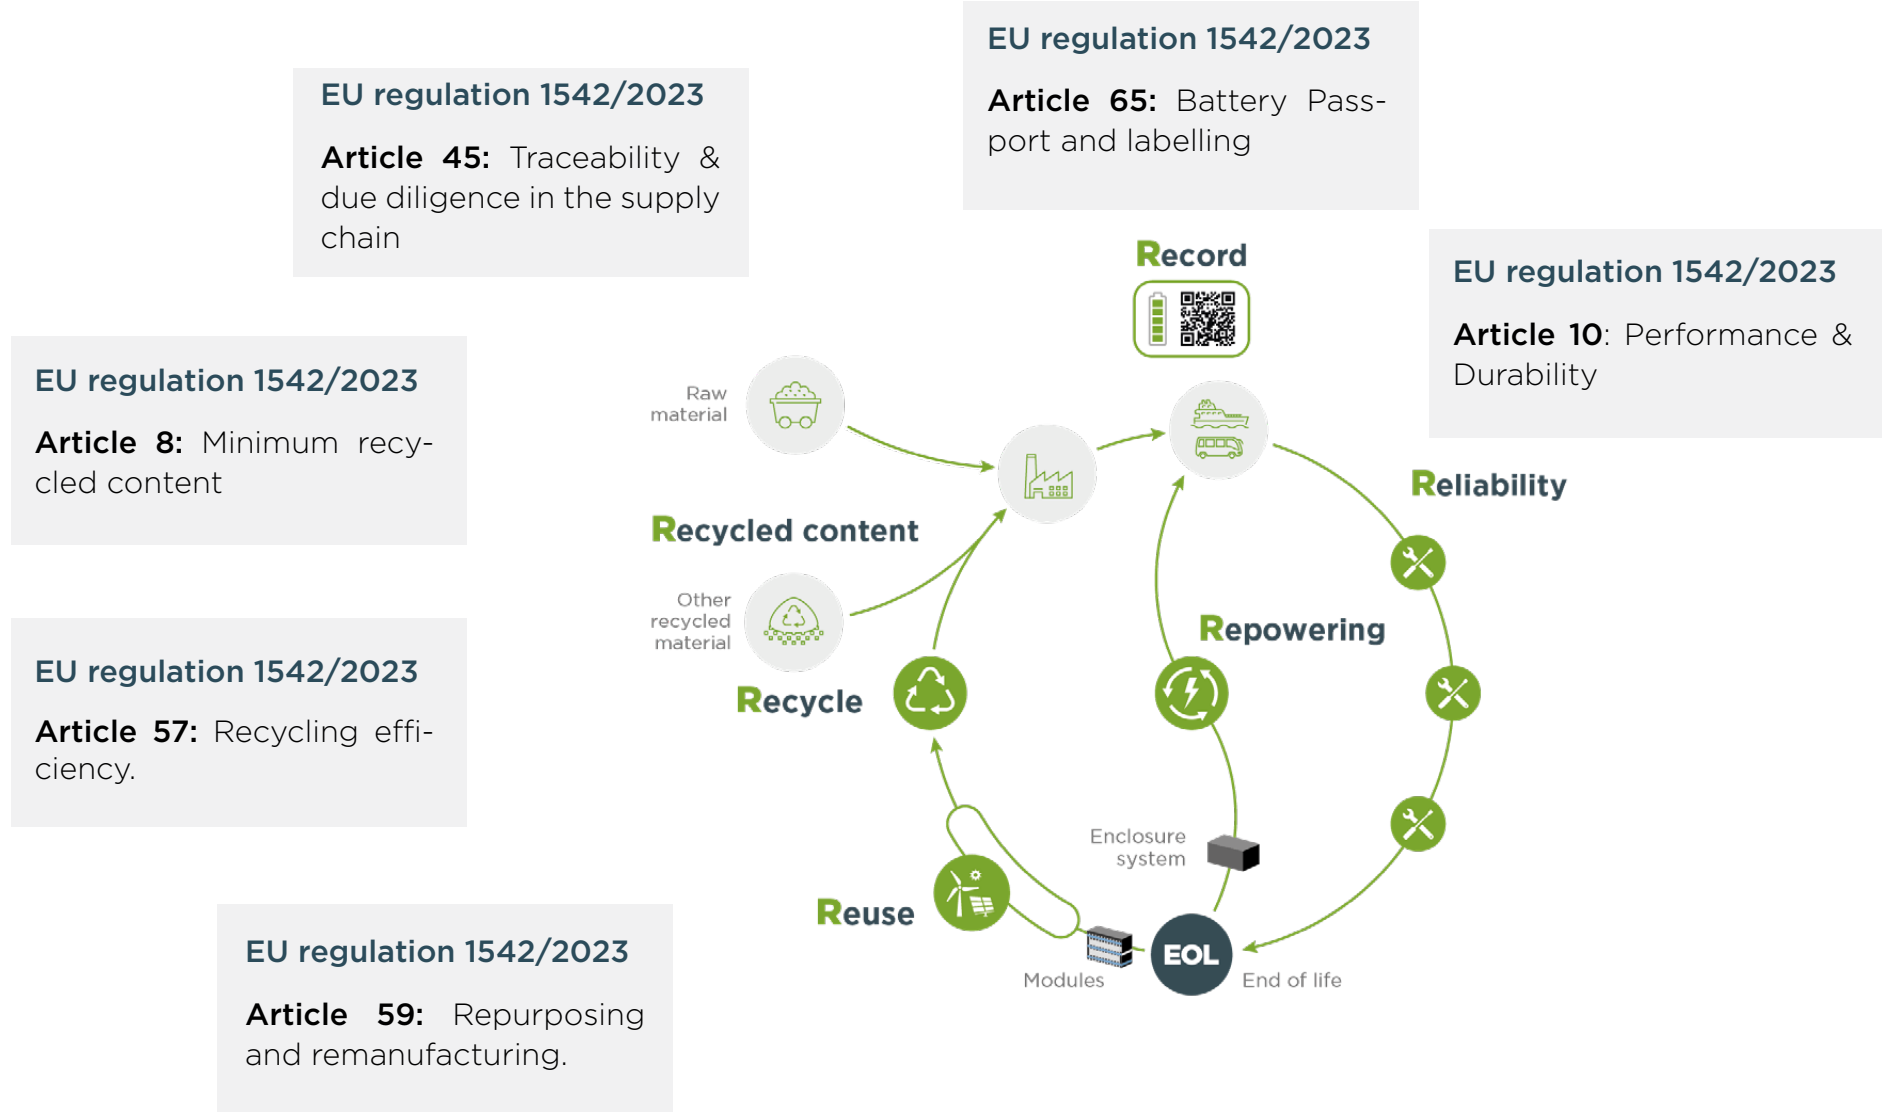 EU regulation 1542/2023
Article 65: Battery Pass-
port and labelling
EU regulation 1542/2023
Article 45: Traceability &
due diligence in the supply
chain
Record
EU regulation 1542/2023
Article 10: Performance &
Durability
EU regulation 1542/2023
Article 8: Minimum recy-
cled content
Raw
material
Reliability
Recycled content
Other
recycled
material
Repowering
EU regulation 1542/2023
Article 57: Recycling effi-
ciency.
Recycle
Enclosure
system
Reuse
EOL
Modules
End of life
EU regulation 1542/2023
Article 59: Repurposing
and remanufacturing.